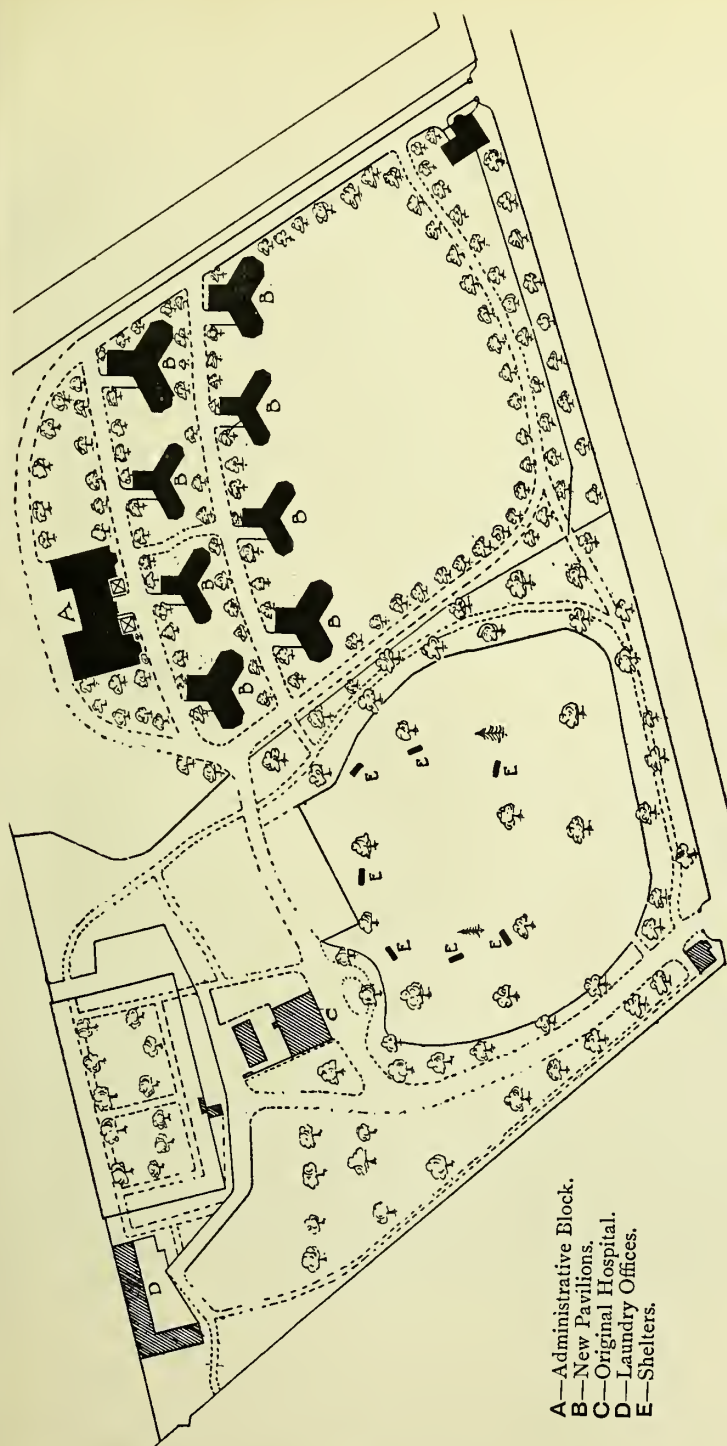 A
D
B
B
B
B
B
B
B
B
C
E
E
E
E
E
E
E
A—Administrative Block.
B—New Pavilions.
C—Original Hospital.
D—Laundry Offices.
E—Shelters.